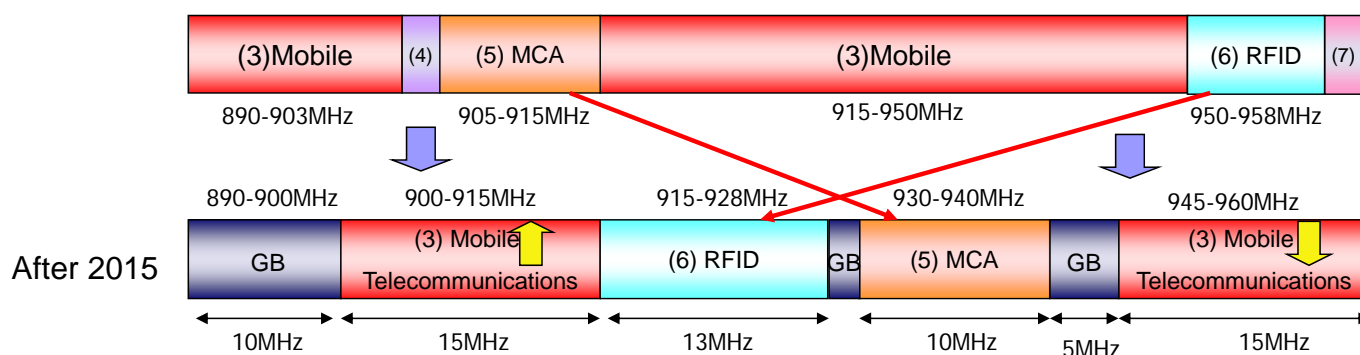 (3)Mobile (4) (5) MCA (3)Mobile (6) RFID (7)
890-903MHz 905-915MHz 915-950MHz 950-958MHz
890-900MHz 900-915MHz 915-928MHz 930-940MHz 945-960MHz
After 2015
GB
(3) Mobile
Telecommunications
(6) RFID
GB
(5) MCA
GB
(3) Mobile
Telecommunications
10MHz 15MHz 13MHz 10MHz 5MHz 15MHz